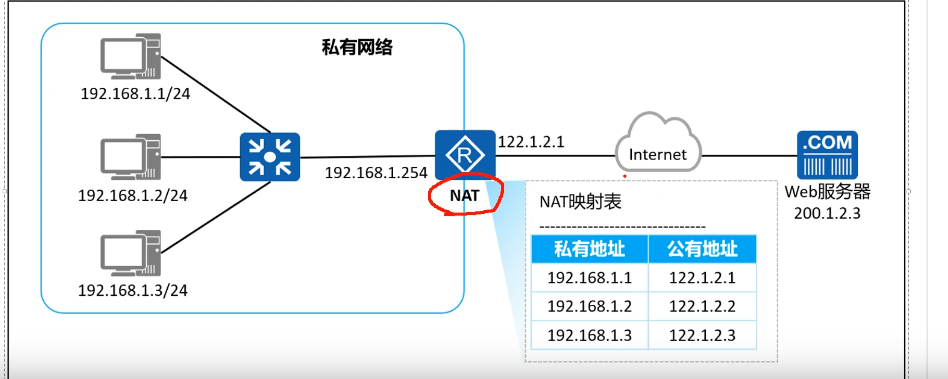 私有网络
192.168.1.1/24
192.168.1.2/24
192.168.1.3/24
192.168.1.254
R
122.1.2.1
NAT
Internet
.COM
Web服务器
200.1.2.3
NAT映射表
-------------------------------
私有地址 公有地址
192.168.1.1 122.1.2.1
192.168.1.2 122.1.2.2
192.168.1.3 122.1.2.3